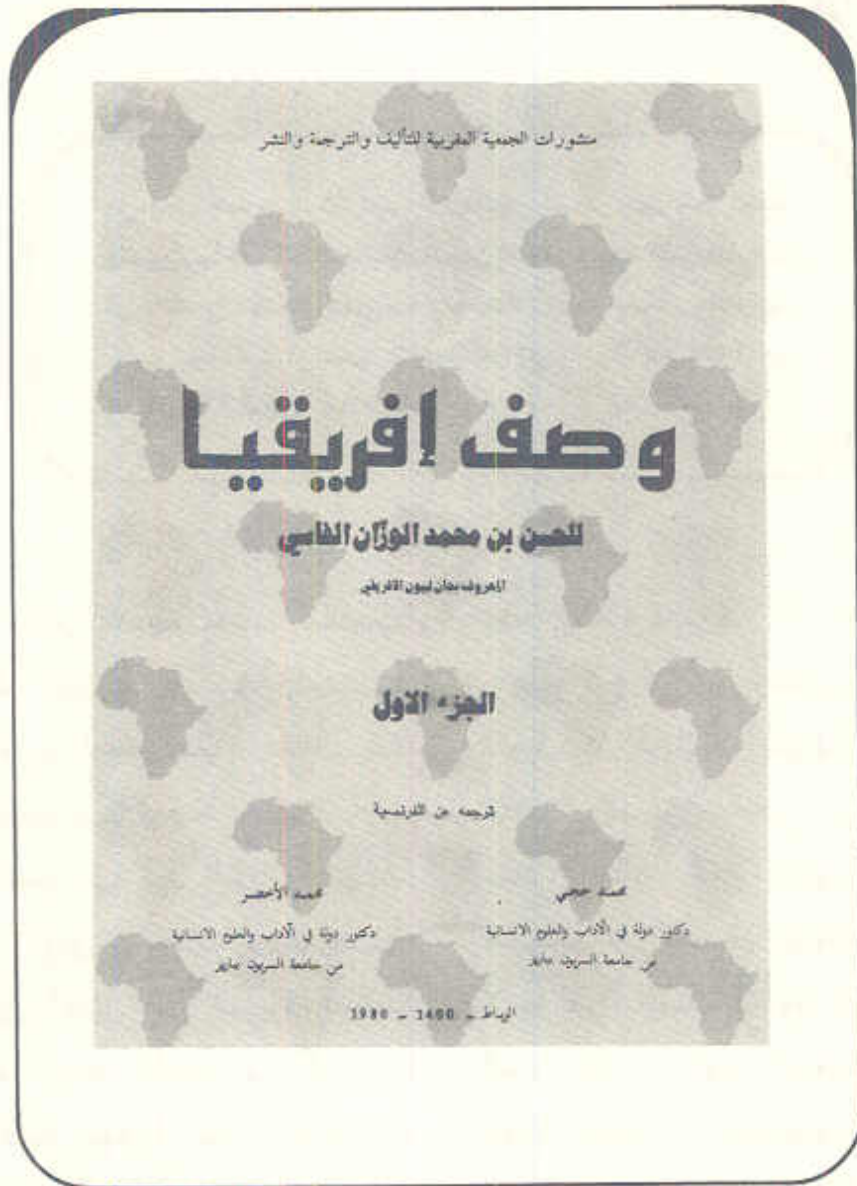 منشورات الجمعية المغربية للتأليف والترجمة والنشر
وصف إفريقيا
للحسن بن محمد الوزّان الفاسي
المعروف بجان ليون الافريقي
الجزء الاول
ترجمه عن الفرنسية
محمد حجي
دكتور دولة في الآداب والعلوم الانسانية
من جامعة السربون بباريز
محمد الأخضر
دكتور دولة في الآداب والعلوم الانسانية
من جامعة السربون بباريز
الرباط ـ 1400 ـ 1980